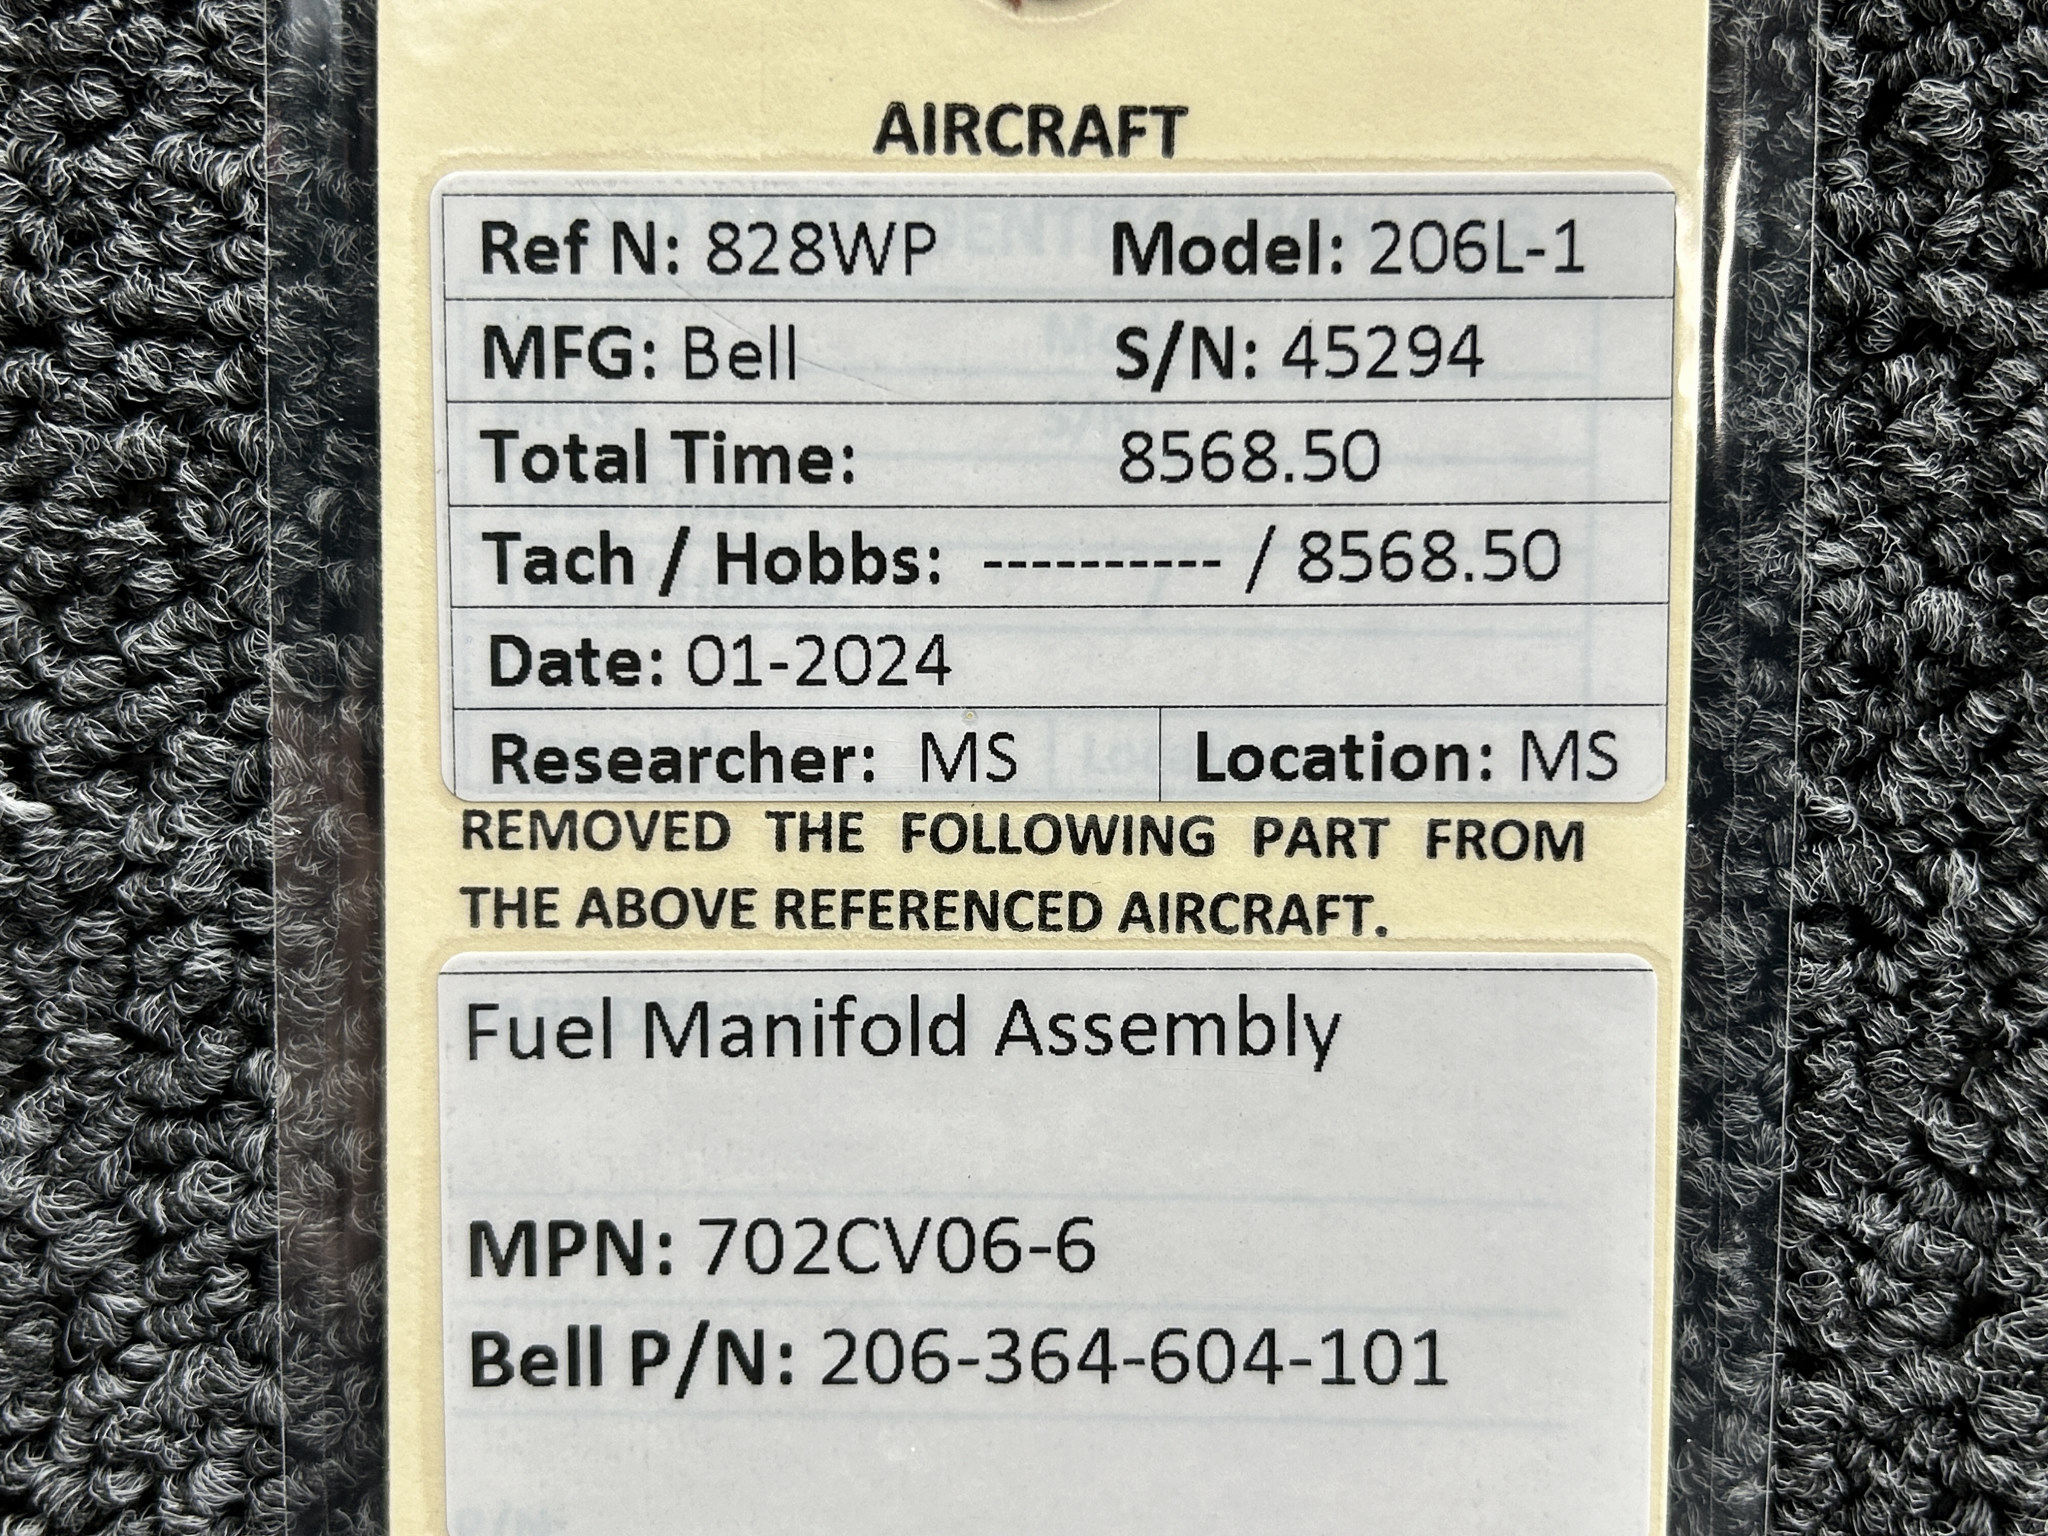 AIRCRAFT
Ref N: 828WP Model: 206L-1
MFG: Bell S/N: 45294
Total Time: 8568.50
Tach / Hobbs: ---------- / 8568.50
Date: 01-2024
Researcher: MS Location: MS
REMOVED THE FOLLOWING PART FROM
THE ABOVE REFERENCED AIRCRAFT.
Fuel Manifold Assembly
MPN: 702CV06-6
Bell P/N: 206-364-604-101